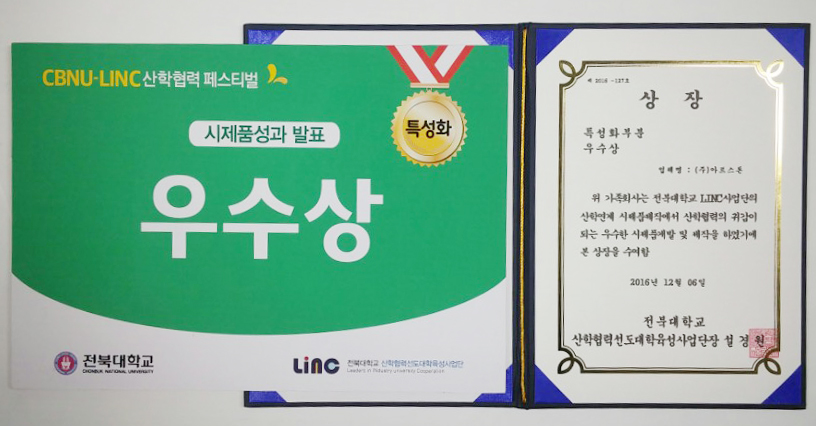 CBNU-LINC 산학협력 페스티벌
시제품성과 발표
특성화
우수상
전북대학교
CHONBUK NATIONAL UNIVERSITY
LINC 전북대학교 산학협력선도대학육성사업단
Leaders in INdustry-university Cooperation
제 2016 -127호
상 장
특성화부분
우수상
업체명 : (주)아르스톤
위 가족회사는 전북대학교 LINC사업단의
산학연계 시제품제작에서 산학협력의 귀감이
되는 우수한 시제품개발 및 제작을 하였기에
본 상장을 수여함
2016년 12월 06일
전북대학교
산학협력선도대학육성사업단장 설경원